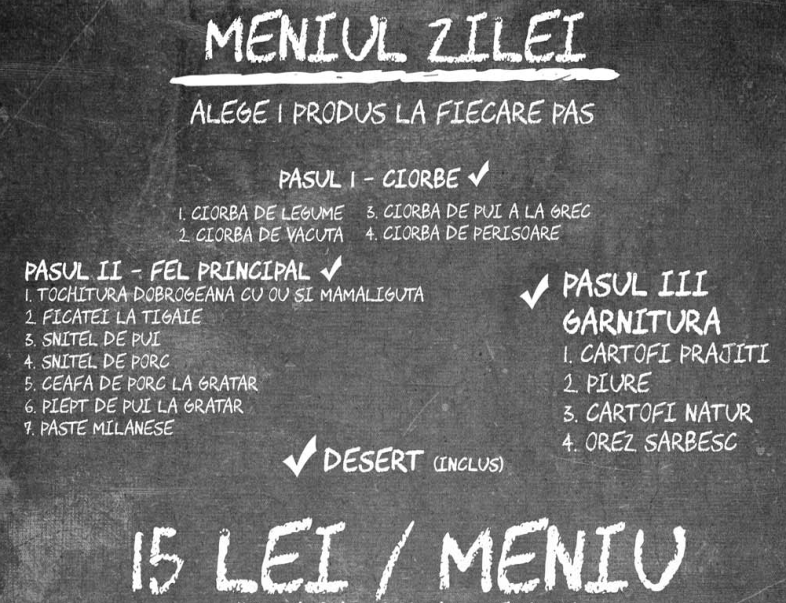 MENIUL ZILEI
ALEGE 1 PRODUS LA FIECARE PAS
PASUL I - CIORBE ✓
1. CIORBA DE LEGUME
2. CIORBA DE VACUTA
3. CIORBA DE PUI A LA GREC
4. CIORBA DE PERISOARE
PASUL II - FEL PRINCIPAL ✓
1. TOCHITURA DOBROGEANA CU OU SI MAMALIGUTA
2. FICATEI LA TIGAIE
3. SNITEL DE PUI
4. SNITEL DE PORC
5. CEAFA DE PORC LA GRATAR
6. PIEPT DE PUI LA GRATAR
7. PASTE MILANESE
✓ PASUL III
GARNITURA
1. CARTOFI PRAJITI
2. PIURE
3. CARTOFI NATUR
4. OREZ SARBESC
✓ DESERT (INCLUS)
15 LEI / MENIU